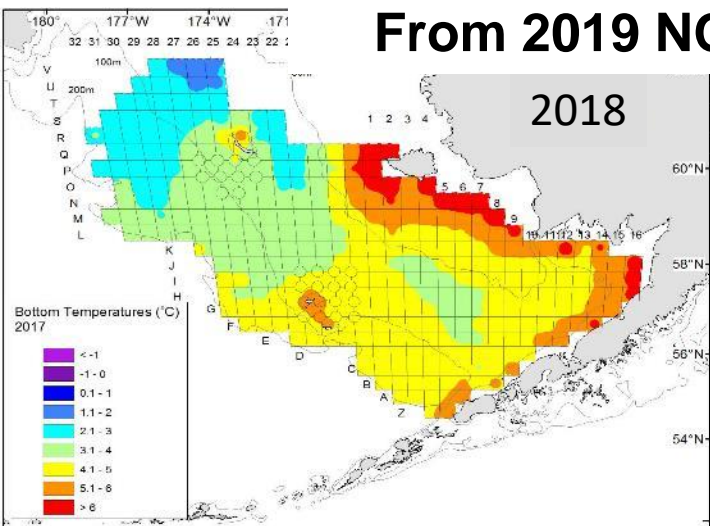 From 2019 NO
-180° 177°W 174°W -171
32 31 30 29 28 27 26 25 24 23 22
2018
100m
200m
V
U
T
S
R
Q
P
O
N
M
L
K
J
I
H
G
F
E
D
C
B
A
Z
1 2 3 4
5 6 7
8
9
10 11 12 13 14 15 16
60°N
58°N
56°N
54°N
Bottom Temperatures (°C)
2017
< -1
-1 - 0
0.1 - 1
1.1 - 2
2.1 - 3
3.1 - 4
4.1 - 5
5.1 - 6
> 6